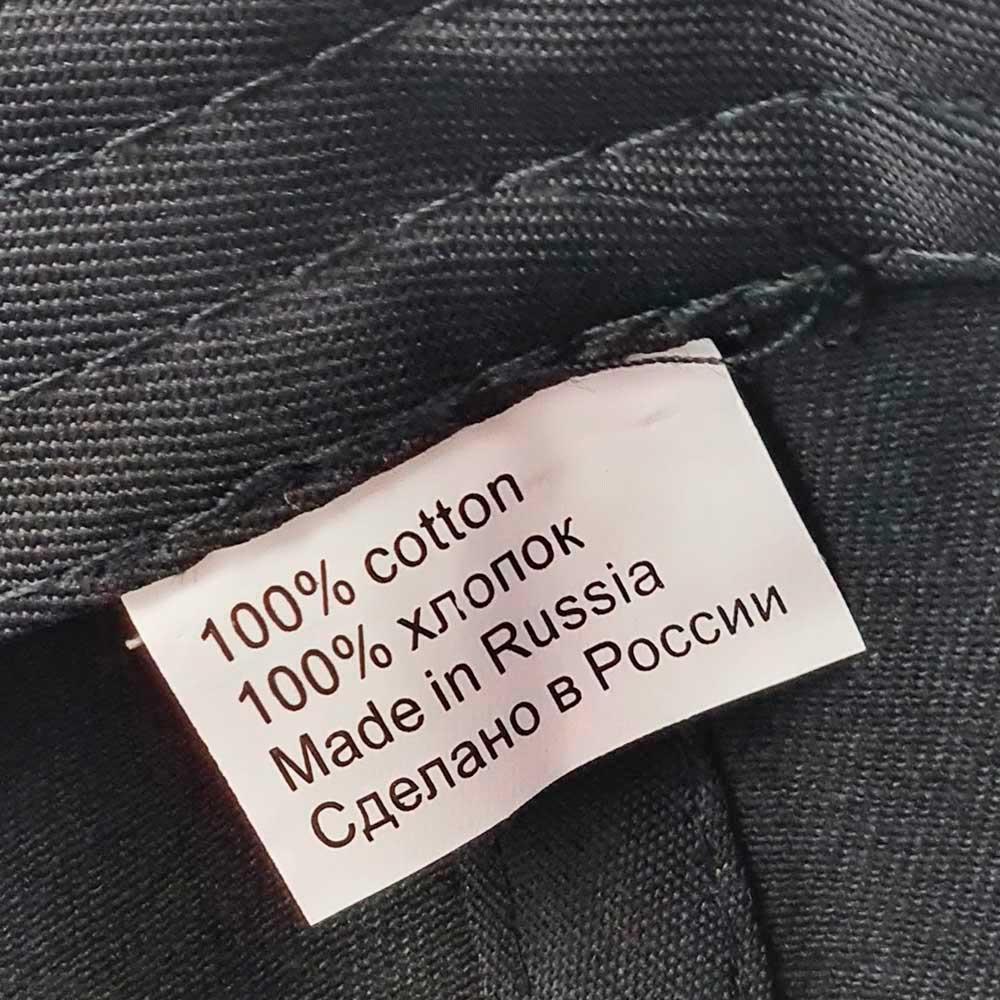 100% cotton
100% хлопок
Made in Russia
Сделано в России